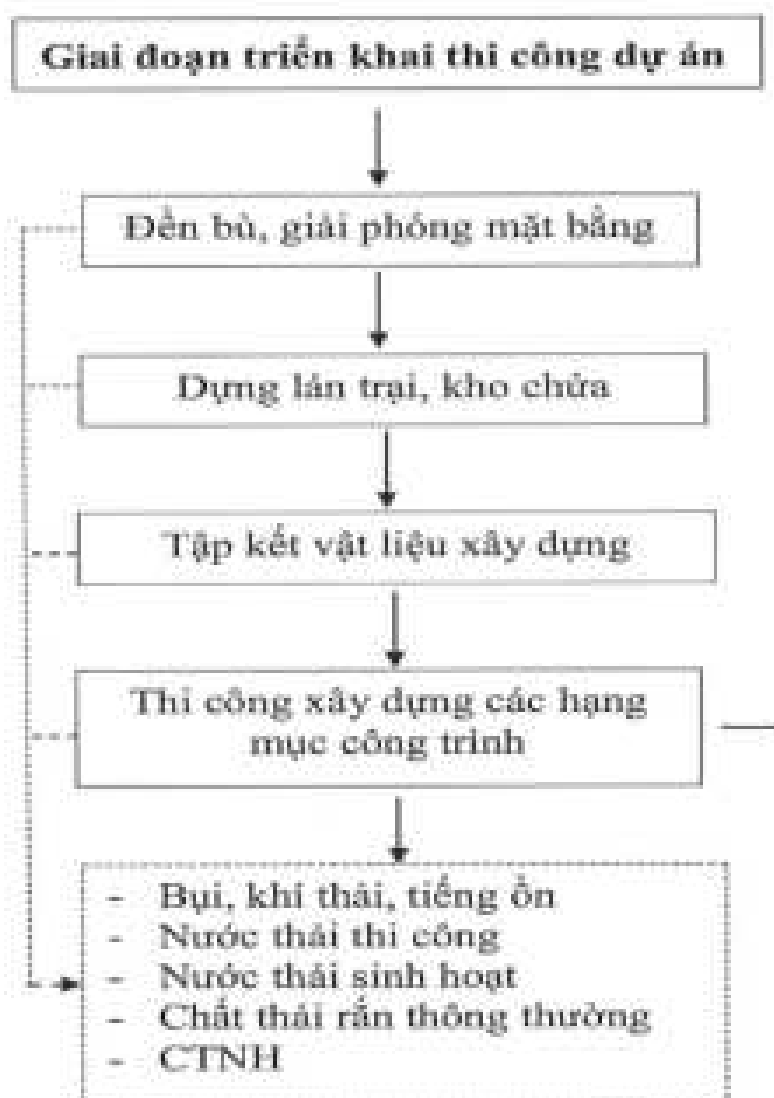 Giai đoạn triển khai thi công dự án
Đền bù, giải phóng mặt bằng
Dựng lán trại, kho chứa
Tập kết vật liệu xây dựng
Thi công xây dựng các hạng
mục công trình
- Bụi, khí thải, tiếng ồn
- Nước thải thi công
- Nước thải sinh hoạt
- Chất thải rắn thông thường
- CTNH